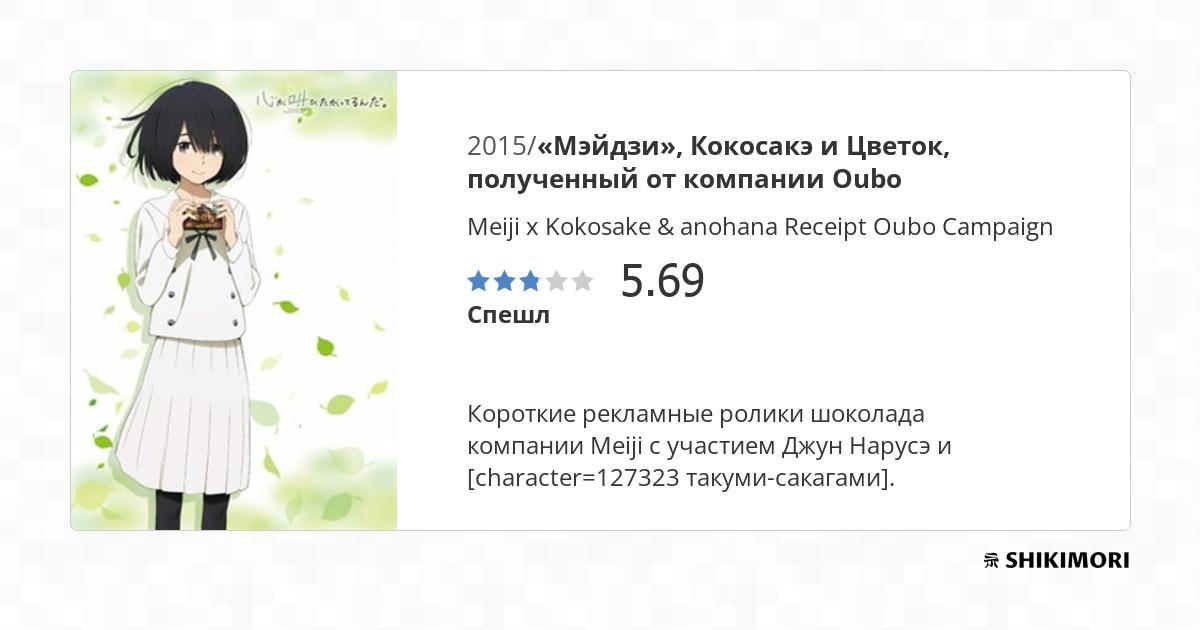 心が叫びたがってるんだ。
2015/«Мэйдзи», Кокосакэ и Цветок,
полученный от компании Oubo
Meiji x Kokosake & anohana Receipt Oubo Campaign
5.69
Спешл
Короткие рекламные ролики шоколада
компании Meiji с участием Джун Нарусэ и
[character=127323 такуми-сакагами].
SHIKIMORI